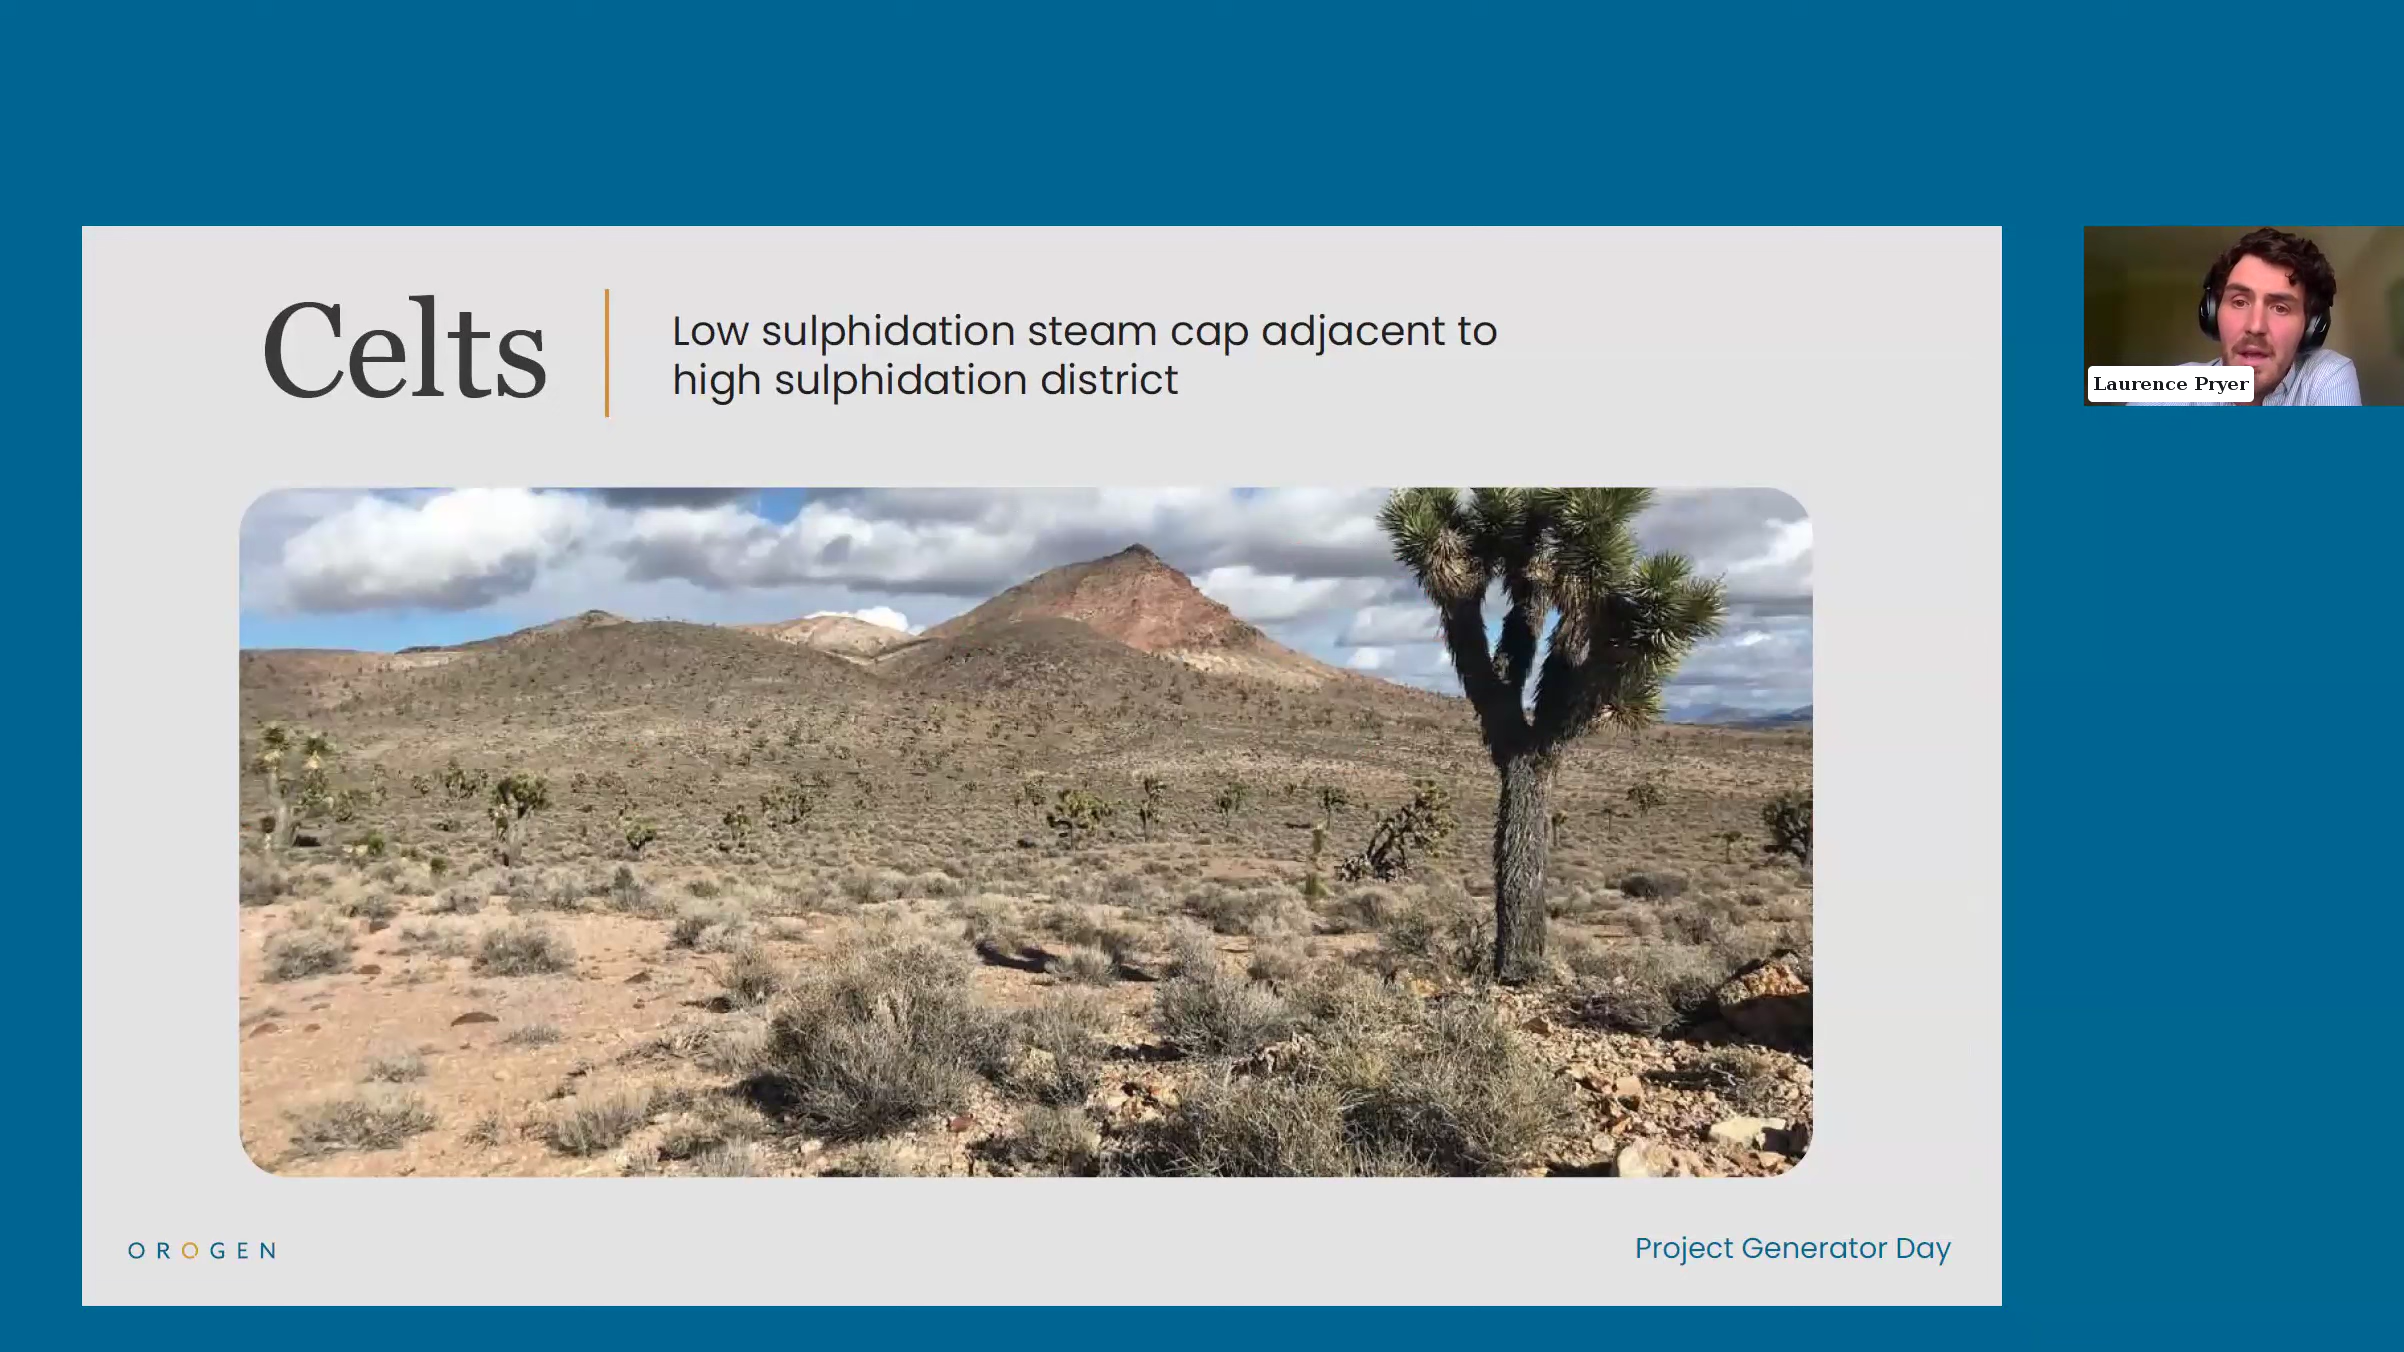 Celts
Low sulphidation steam cap adjacent to
high sulphidation district
Laurence Pryer
OROGEN
Project Generator Day